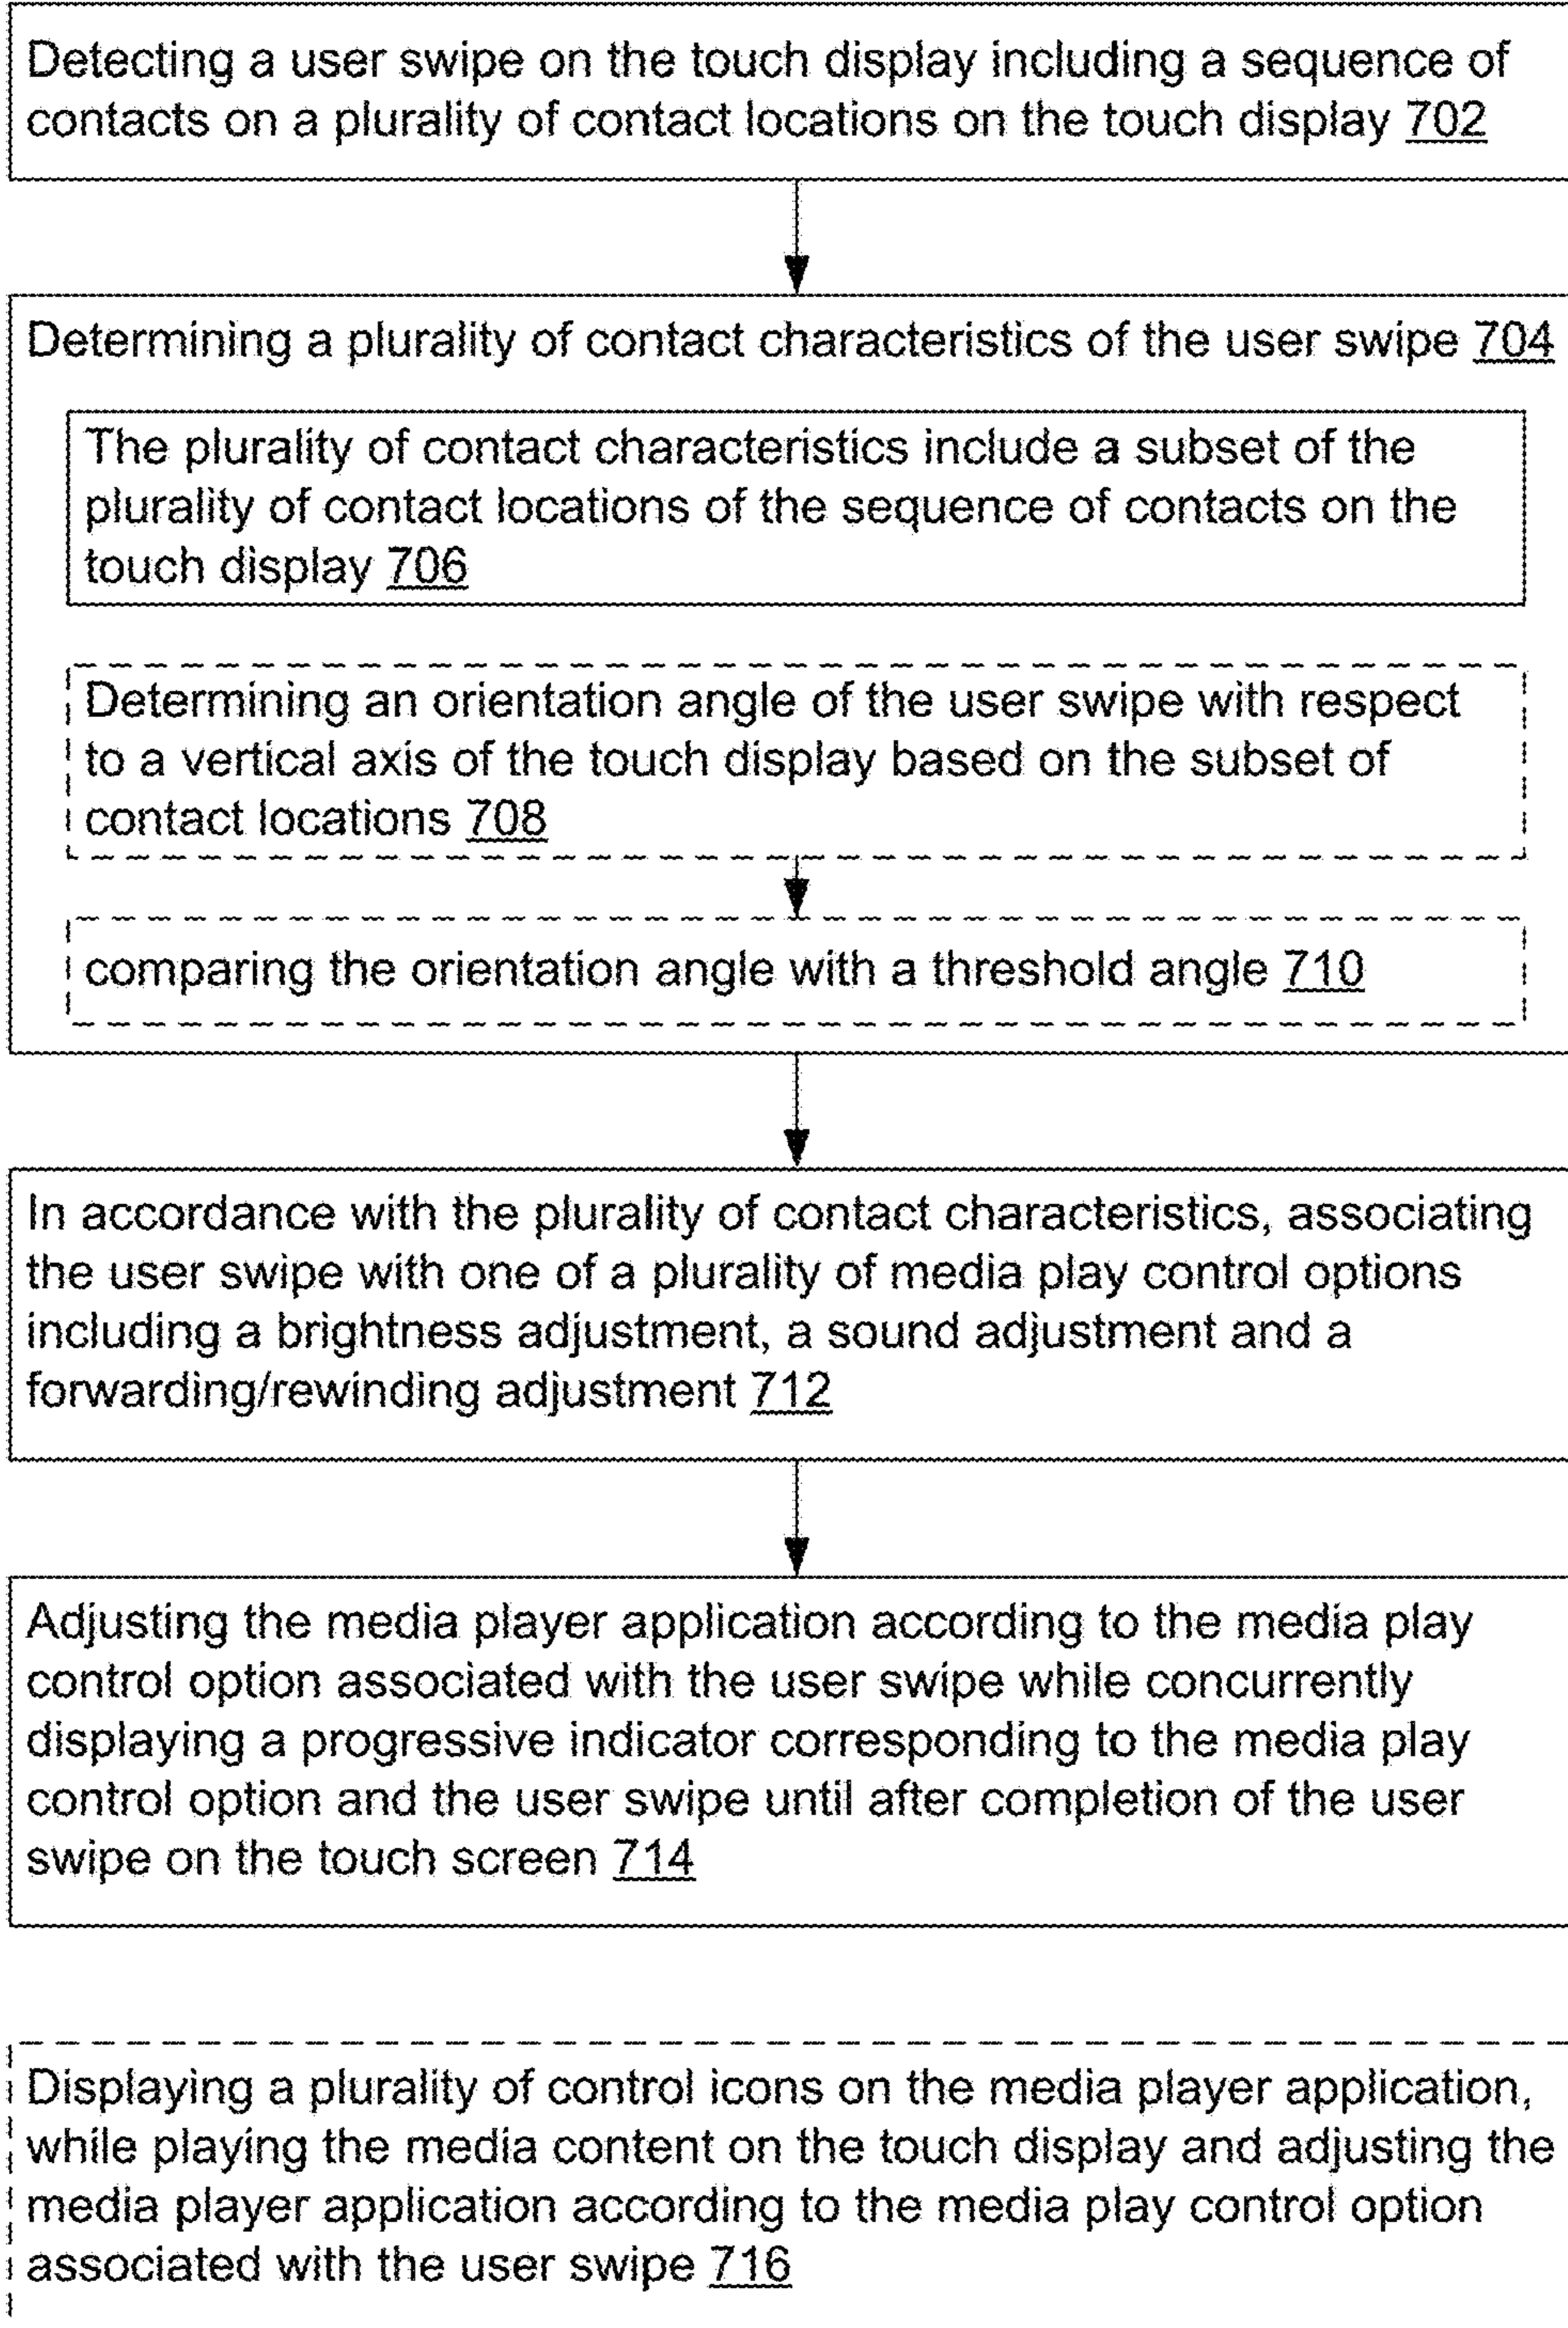 Detecting a user swipe on the touch display including a sequence of
contacts on a plurality of contact locations on the touch display 702
Determining a plurality of contact characteristics of the user swipe 704
The plurality of contact characteristics include a subset of the
plurality of contact locations of the sequence of contacts on the
touch display 706
Determining an orientation angle of the user swipe with respect
to a vertical axis of the touch display based on the subset of
contact locations 708
comparing the orientation angle with a threshold angle 710
In accordance with the plurality of contact characteristics, associating
the user swipe with one of a plurality of media play control options
including a brightness adjustment, a sound adjustment and a
forwarding/rewinding adjustment 712
Adjusting the media player application according to the media play
control option associated with the user swipe while concurrently
displaying a progressive indicator corresponding to the media play
control option and the user swipe until after completion of the user
swipe on the touch screen 714
Displaying a plurality of control icons on the media player application,
while playing the media content on the touch display and adjusting the
media player application according to the media play control option
associated with the user swipe 716